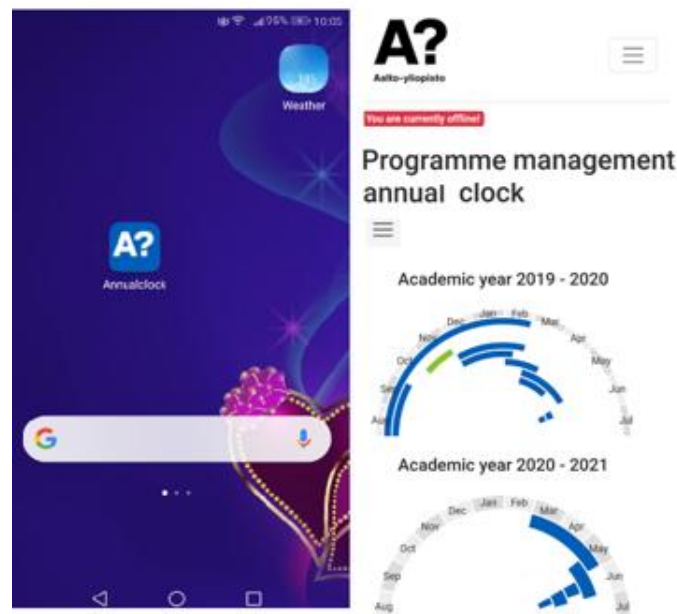 95% 10:05
Weather
A?
Annualclock
G
A?
Aalto-yliopisto
You are currently offline!
Programme management
annual clock
Academic year 2019 - 2020
Aug
Sep
Oct
Nov
Dec
Jan
Feb
Mar
Apr
May
Jun
Jul
Academic year 2020 - 2021
Aug
Sep
Oct
Nov
Dec
Jan
Feb
Mar
Apr
May
Jun
Jul